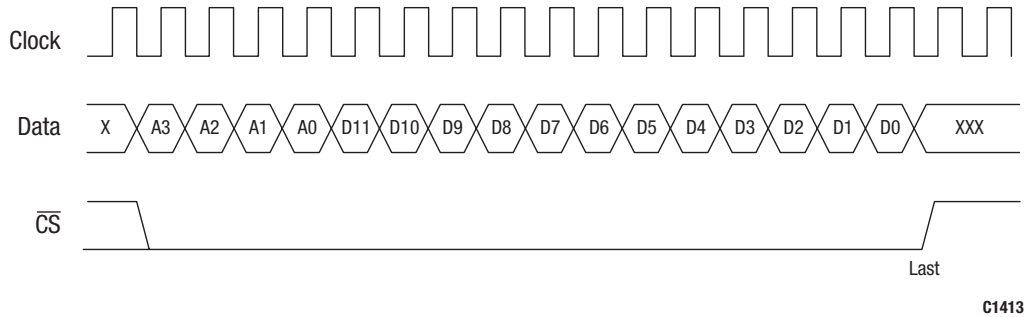 Clock
Data X A3 A2 A1 A0 D11 D10 D9 D8 D7 D6 D5 D4 D3 D2 D1 D0 XXX
C̅S̅
Last
C1413